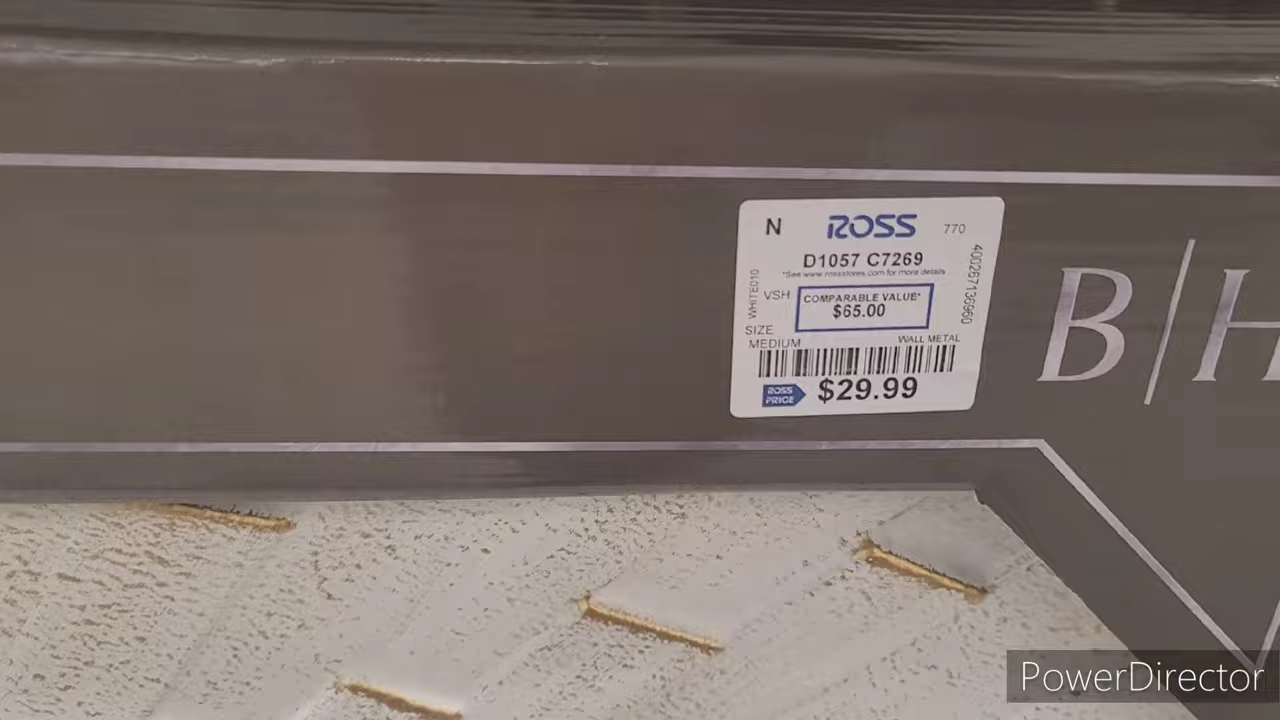 N ROSS 770
D1057 C7269
*See www.rossstores.com for more details
WHITE010
VSH
COMPARABLE VALUE*
$65.00
400267136960
SIZE
MEDIUM
WALL METAL
ROSS
PRICE
$29.99
B|H
PowerDirector